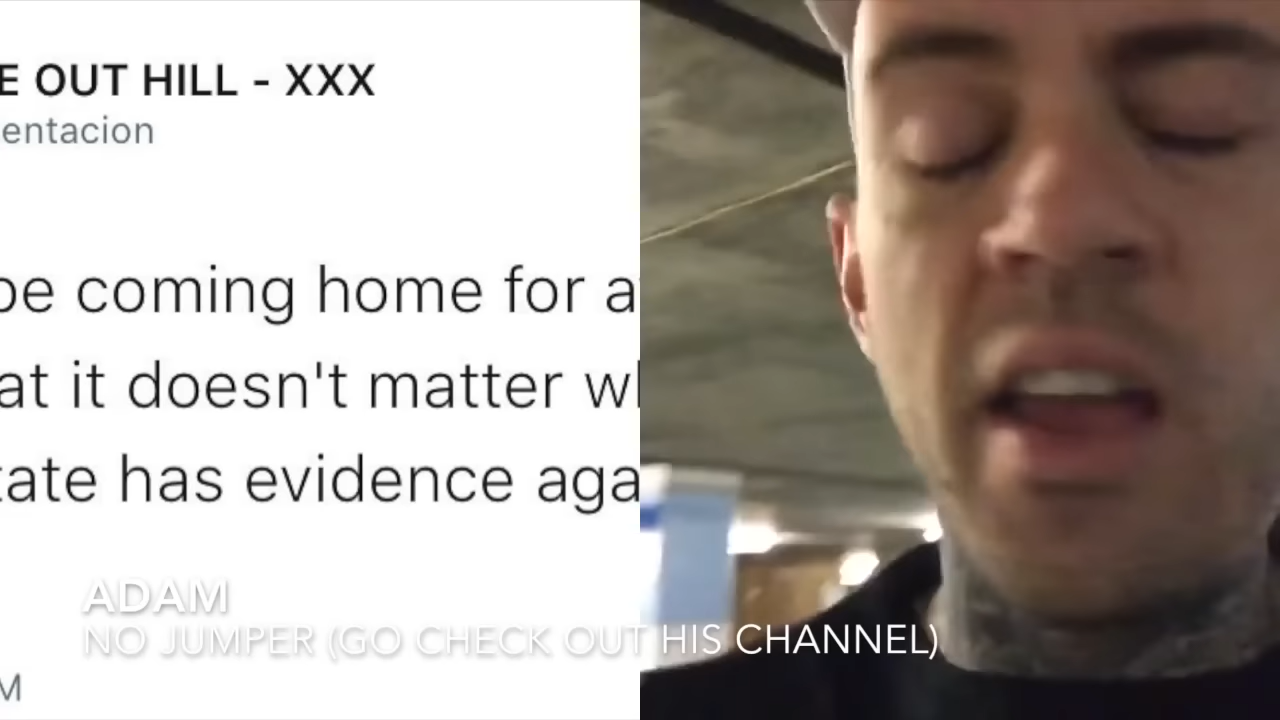 E OUT HILL - XXX
entacion
be coming home for a
at it doesn't matter w
tate has evidence aga
ADAM
NO JUMPER (GO CHECK OUT HIS CHANNEL)
M